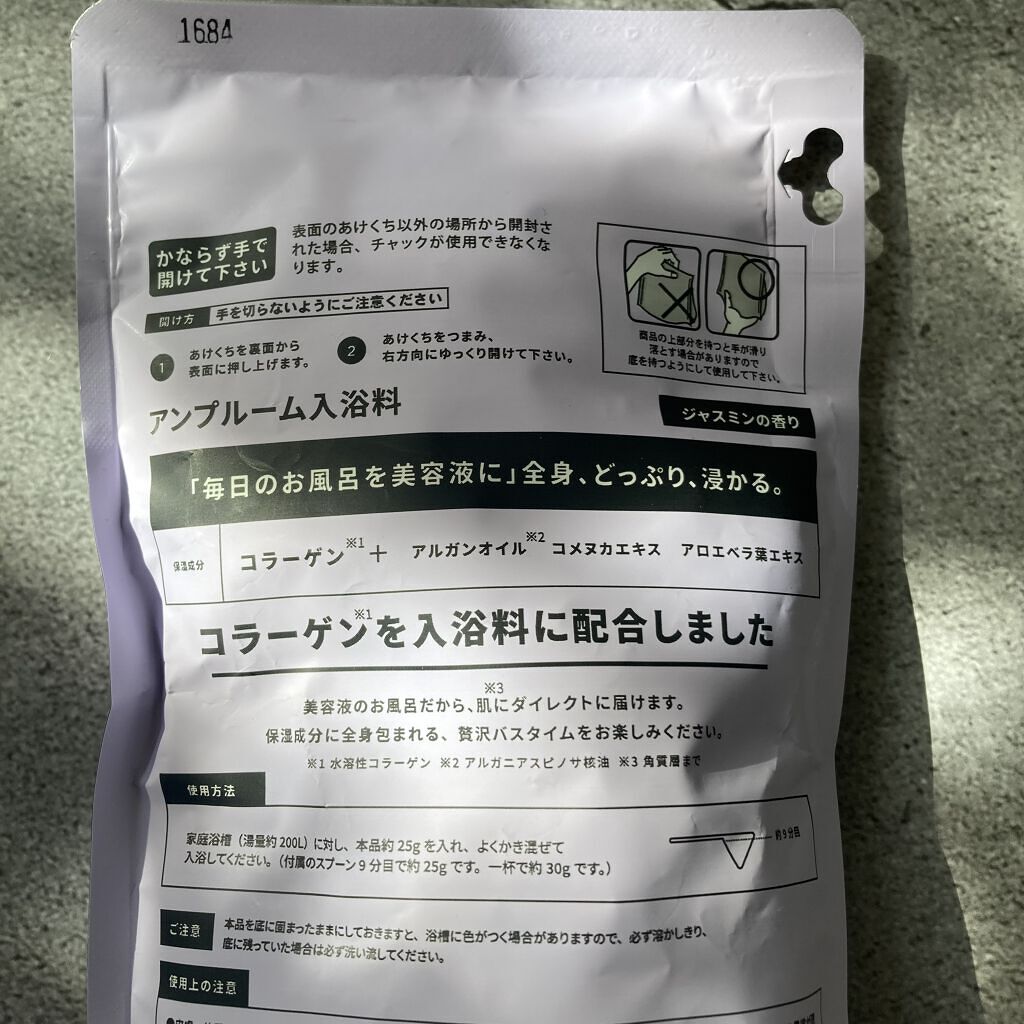 1684
かならず手で
開けて下さい
表面のあけくち以外の場所から開封さ
れた場合、チャックが使用できなくな
ります。
開け方 手を切らないようにご注意ください
1 あけくちを裏面から
表面に押し上げます。
2 あけくちをつまみ、
右方向にゆっくり開けて下さい。
商品の上部分を持つと手が滑り
落とす場合がありますので
底を持つようにして使用して下さい。
アンプルーム入浴料
ジャスミンの香り
「毎日のお風呂を美容液に」全身、どっぷり、浸かる。
保湿成分 コラーゲン※1＋ アルガンオイル※2 コメヌカエキス アロエベラ葉エキス
コラーゲン※1を入浴料に配合しました
美容液のお風呂だから、肌※3にダイレクトに届けます。
保湿成分に全身包まれる、贅沢バスタイムをお楽しみください。
※1 水溶性コラーゲン ※2 アルガニアスピノサ核油 ※3 角質層まで
使用方法
家庭浴槽（湯量約200L）に対し、本品約25gを入れ、よくかき混ぜて
入浴してください。（付属のスプーン9分目で約25gです。一杯で約30gです。）
約9分目
ご注意
本品を底に固まったままにしておきますと、浴槽に色がつく場合がありますので、必ず溶かしきり、
底に残っていた場合は必ず洗い流してください。
使用上の注意